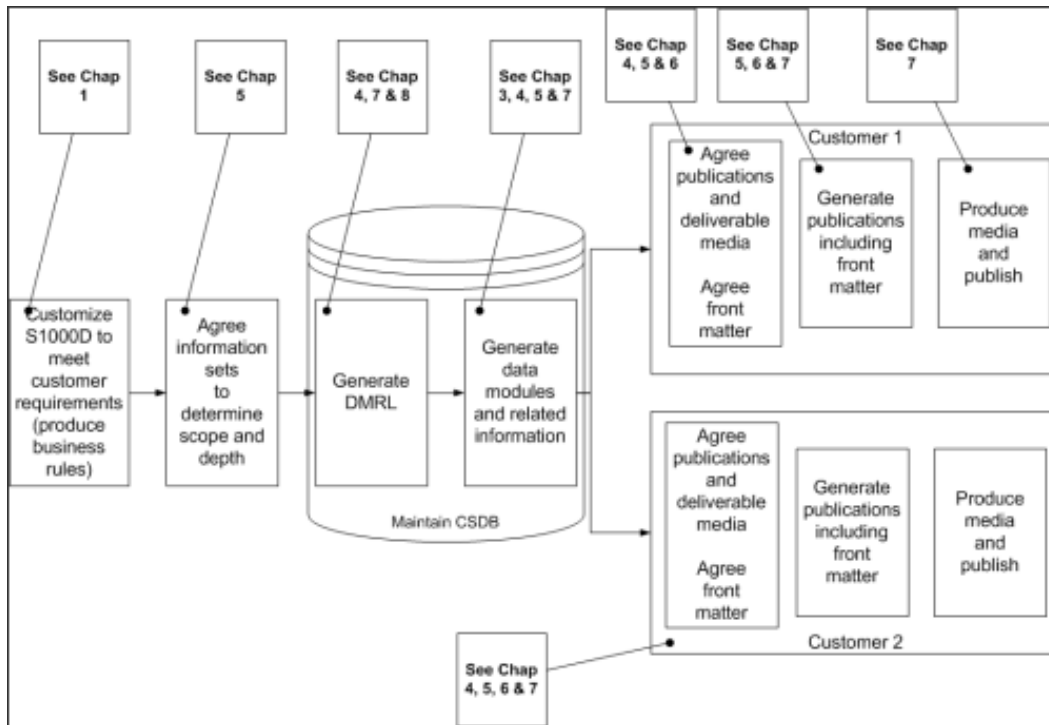 See Chap
1
See Chap
5
See Chap
4, 7 & 8
See Chap
3, 4, 5 & 7
See Chap
4, 5 & 6
See Chap
5, 6 & 7
See Chap
7
Customize
S1000D to
meet
customer
requirements
(produce
business
rules)
Agree
information
sets
to
determine
scope and
depth
Generate
DMRL
Generate
data
modules
and related
information
Maintain CSDB
Customer 1
Agree
publications
and
deliverable
media
Agree
front
matter
Generate
publications
including
front
matter
Produce
media
and
publish
Agree
publications
and
deliverable
media
Agree
front
matter
Generate
publications
including
front
matter
Produce
media
and
publish
Customer 2
See Chap
4, 5, 6 & 7